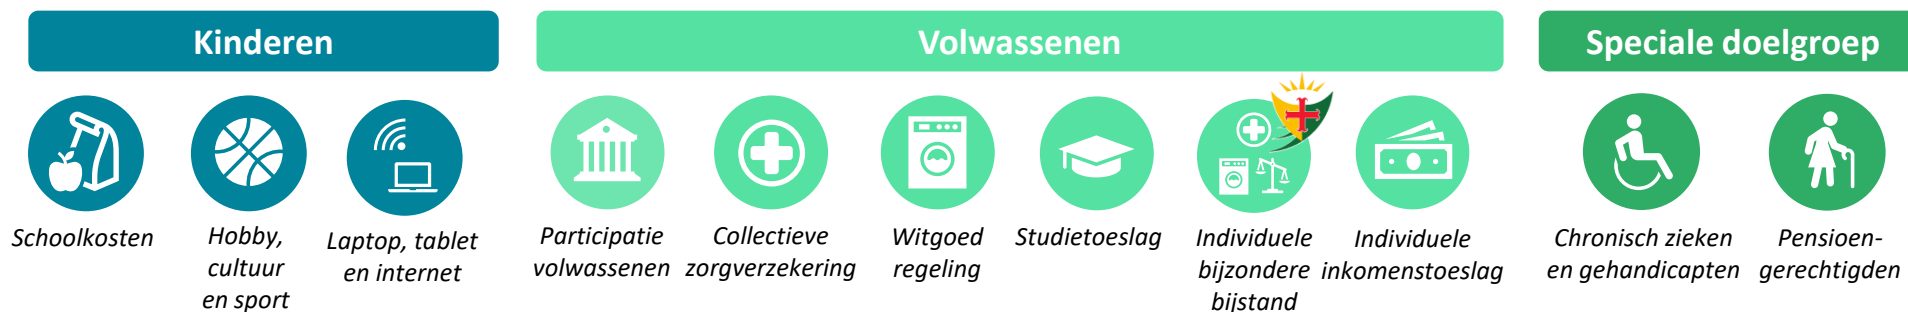 Kinderen
Schoolkosten
Hobby,
cultuur
en sport
Laptop, tablet
en internet
Volwassenen
Participatie
volwassenen
Collectieve
zorgverzekering
Witgoed
regeling
Studietoeslag
Individuele
bijzondere
bijstand
Individuele
inkomenstoeslag
Speciale doelgroep
Chronisch zieken
en gehandicapten
Pensioen-
gerechtigden